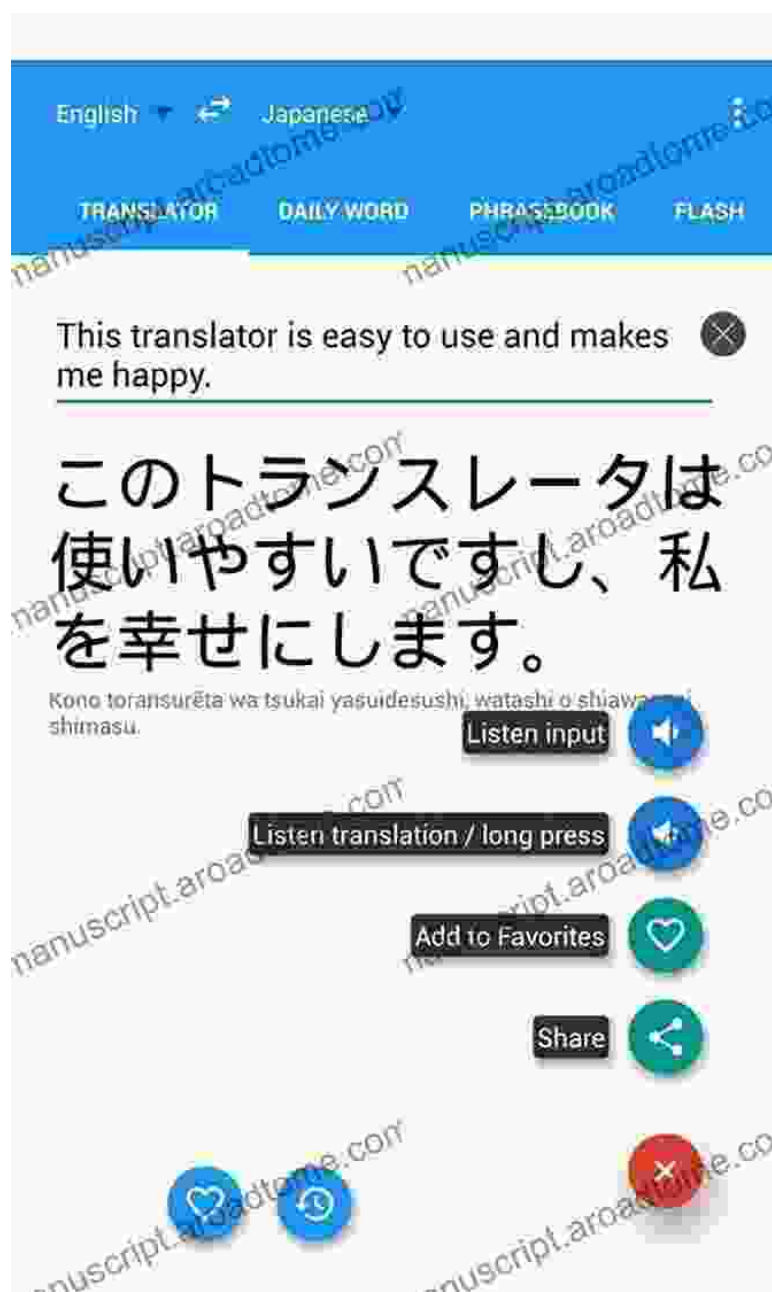 English Japanese
TRANSLATOR DAILY WORD PHRASEBOOK FLASH
This translator is easy to use and makes
me happy.
このトランスレータは
使いやすいですし、私
を幸せにします。
Kono toransurēta wa tsukai yasuidesushi, watashi o
shimasu.
Listen input
Listen translation / long press
Add to Favorites
Share
manuscript.aroadtome.com